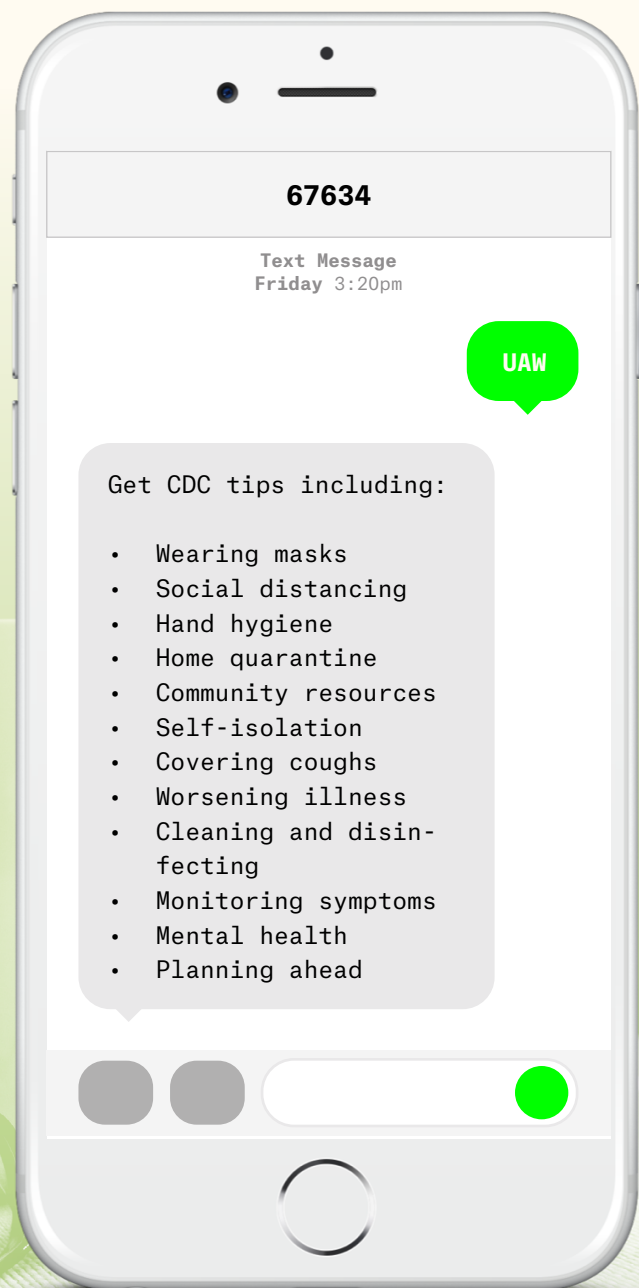 67634
Text Message
Friday 3:20pm
UAW
Get CDC tips including:
• Wearing masks
• Social distancing
• Hand hygiene
• Home quarantine
• Community resources
• Self-isolation
• Covering coughs
• Worsening illness
• Cleaning and disin-
fecting
• Monitoring symptoms
• Mental health
• Planning ahead